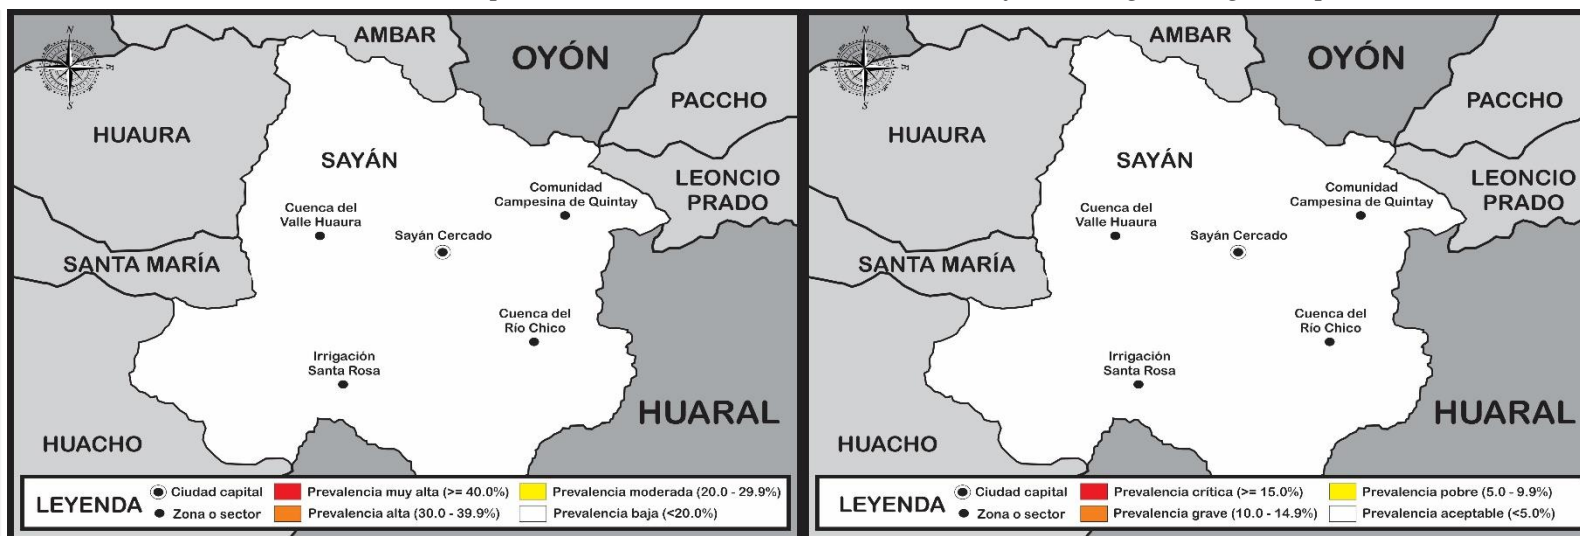 AMBAR
OYÓN
PACCHO
HUAURA
SAYÁN
LEONCIO
PRADO
Comunidad
Campesina de Quintay
Cuenca del
Valle Huaura
Sayán Cercado
SANTA MARÍA
Cuenca del
Río Chico
Irrigación
Santa Rosa
HUARAL
HUACHO
LEYENDA
Ciudad capital
Zona o sector
Prevalencia muy alta (>= 40.0%)
Prevalencia alta (30.0 - 39.9%)
Prevalencia moderada (20.0 - 29.9%)
Prevalencia baja (<20.0%)
AMBAR
OYÓN
PACCHO
HUAURA
SAYÁN
LEONCIO
PRADO
Comunidad
Campesina de Quintay
Cuenca del
Valle Huaura
Sayán Cercado
SANTA MARÍA
Cuenca del
Río Chico
Irrigación
Santa Rosa
HUARAL
HUACHO
LEYENDA
Ciudad capital
Zona o sector
Prevalencia crítica (>= 15.0%)
Prevalencia grave (10.0 - 14.9%)
Prevalencia pobre (5.0 - 9.9%)
Prevalencia aceptable (<5.0%)